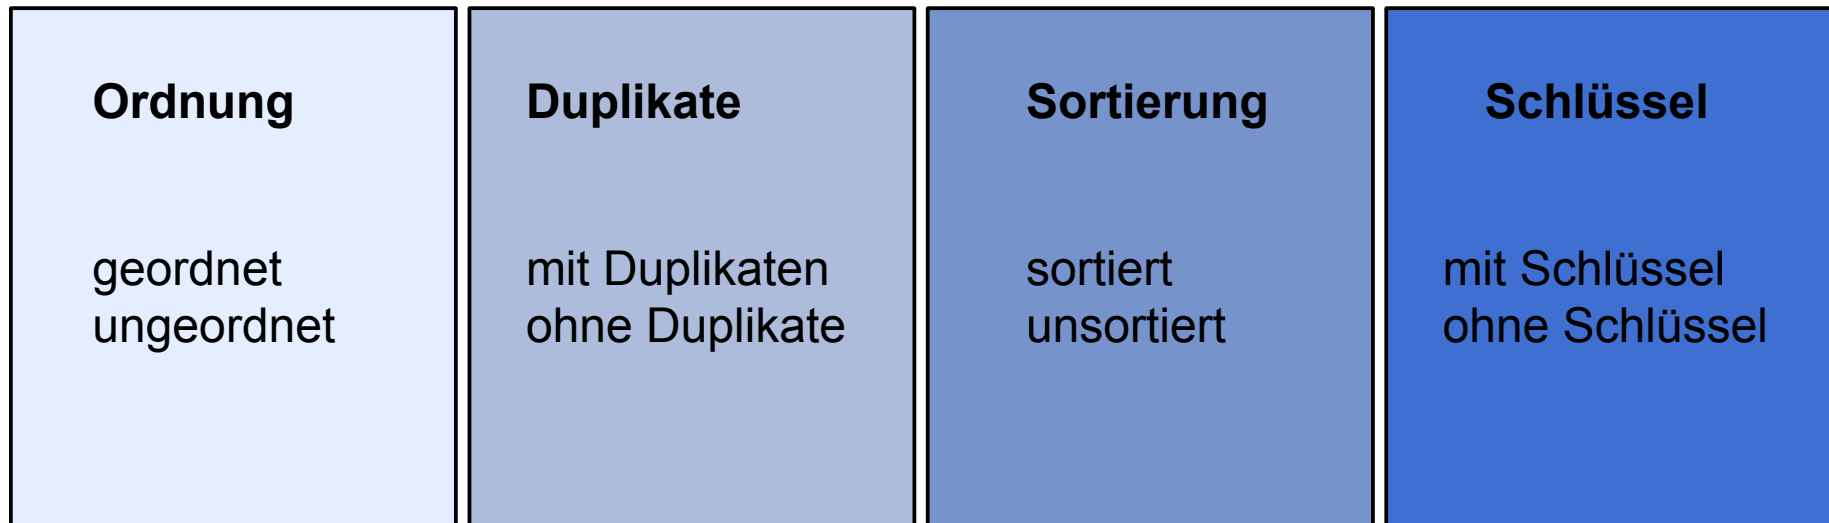 Ordnung
geordnet
ungeordnet
Duplikate
mit Duplikaten
ohne Duplikate
Sortierung
sortiert
unsortiert
Schlüssel
mit Schlüssel
ohne Schlüssel